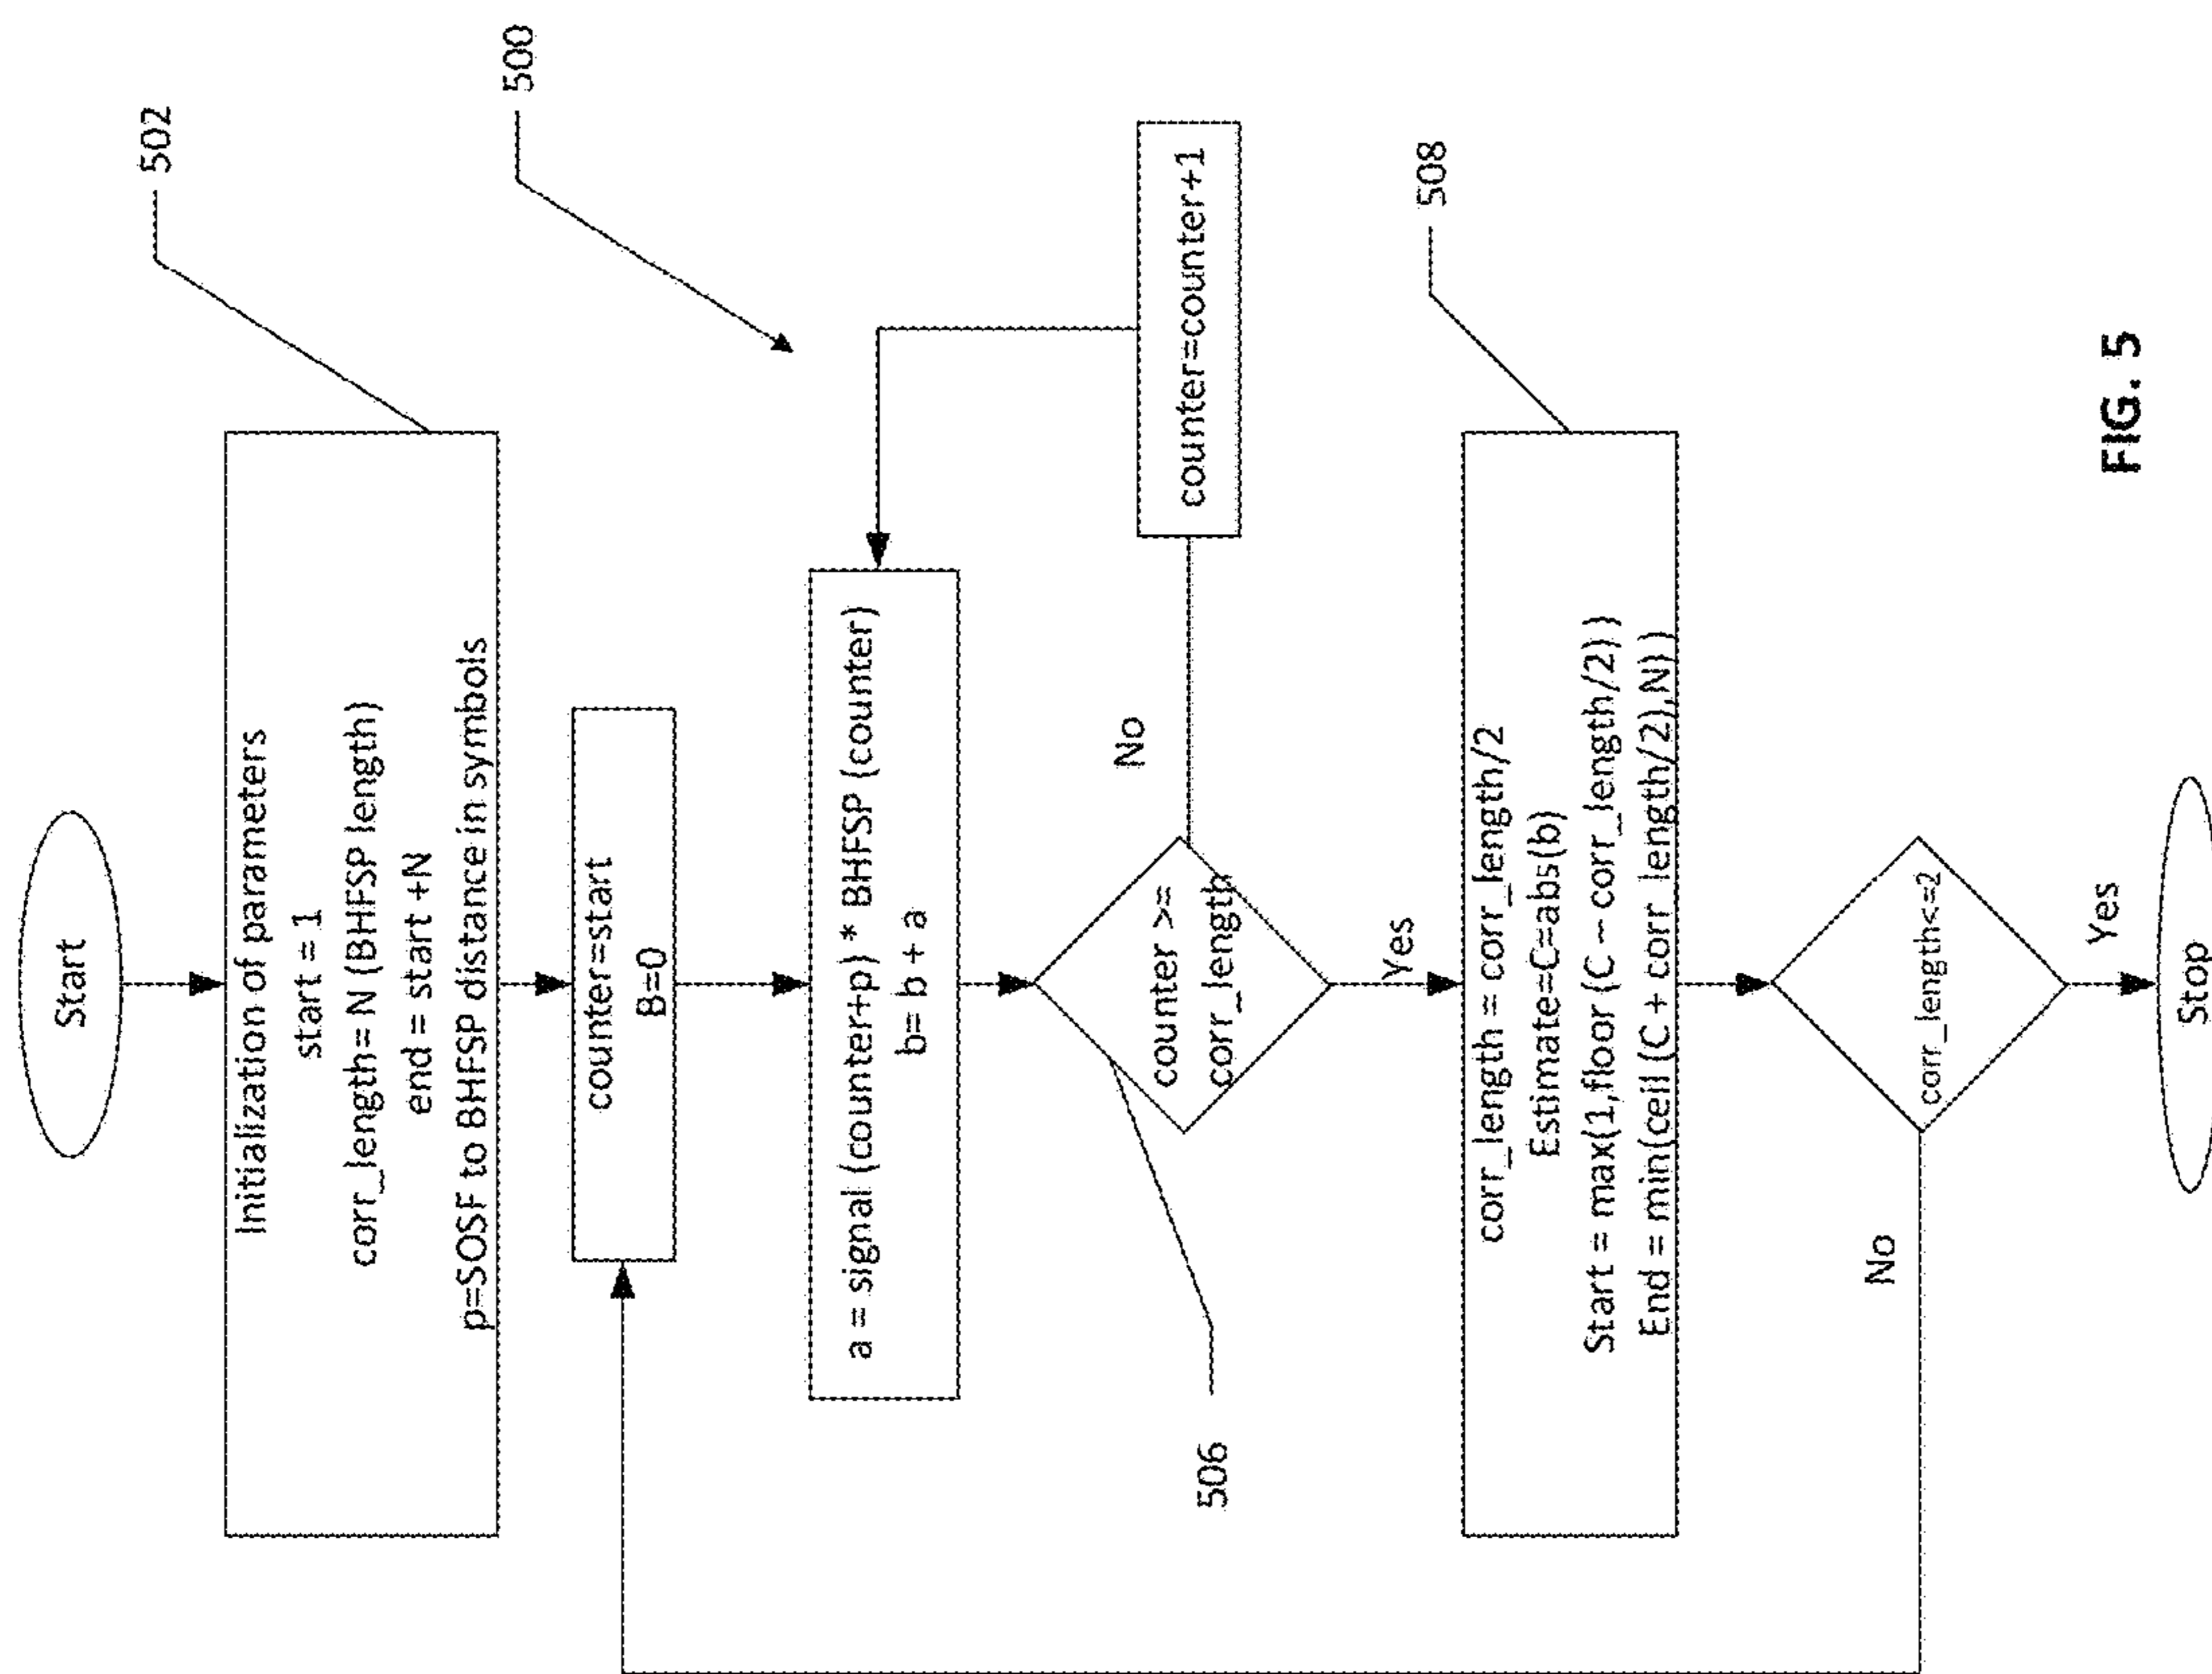 Start
502
Initialization of parameters
start = 1
corr_length= N (BHFSP length)
end = start +N
p=SOSF to BHFSP distance in symbols
500
counter=start
B=0
a = signal (counter+p) * BHFSP (counter)
b= b + a
counter=counter+1
No
counter >=
corr_length
506
Yes
508
corr_length = corr_length/2
Estimate=C=abs(b)
Start = max(1,floor (C – corr_length/2) )
End = min(ceil (C + corr_length/2),N) )
corr_length<=2
No
Yes
Stop
FIG. 5